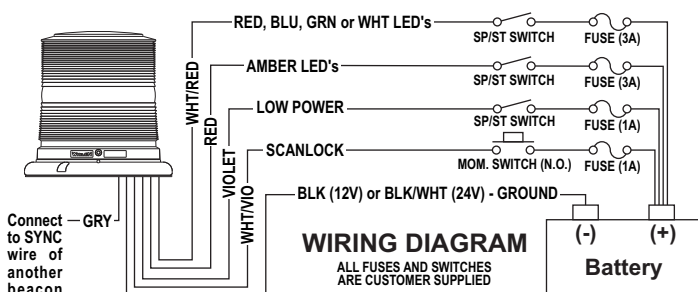 RED, BLU, GRN or WHT LED's
SP/ST SWITCH
FUSE (3A)
WHT/RED
AMBER LED's
SP/ST SWITCH
FUSE (3A)
RED
LOW POWER
SP/ST SWITCH
FUSE (1A)
VIOLET
SCANLOCK
MOM. SWITCH (N.O.)
FUSE (1A)
WHT/VIO
BLK (12V) or BLK/WHT (24V) - GROUND
Connect
to SYNC
wire of
another
beacon
GRY
WIRING DIAGRAM
ALL FUSES AND SWITCHES
ARE CUSTOMER SUPPLIED
(-)
(+)
Battery